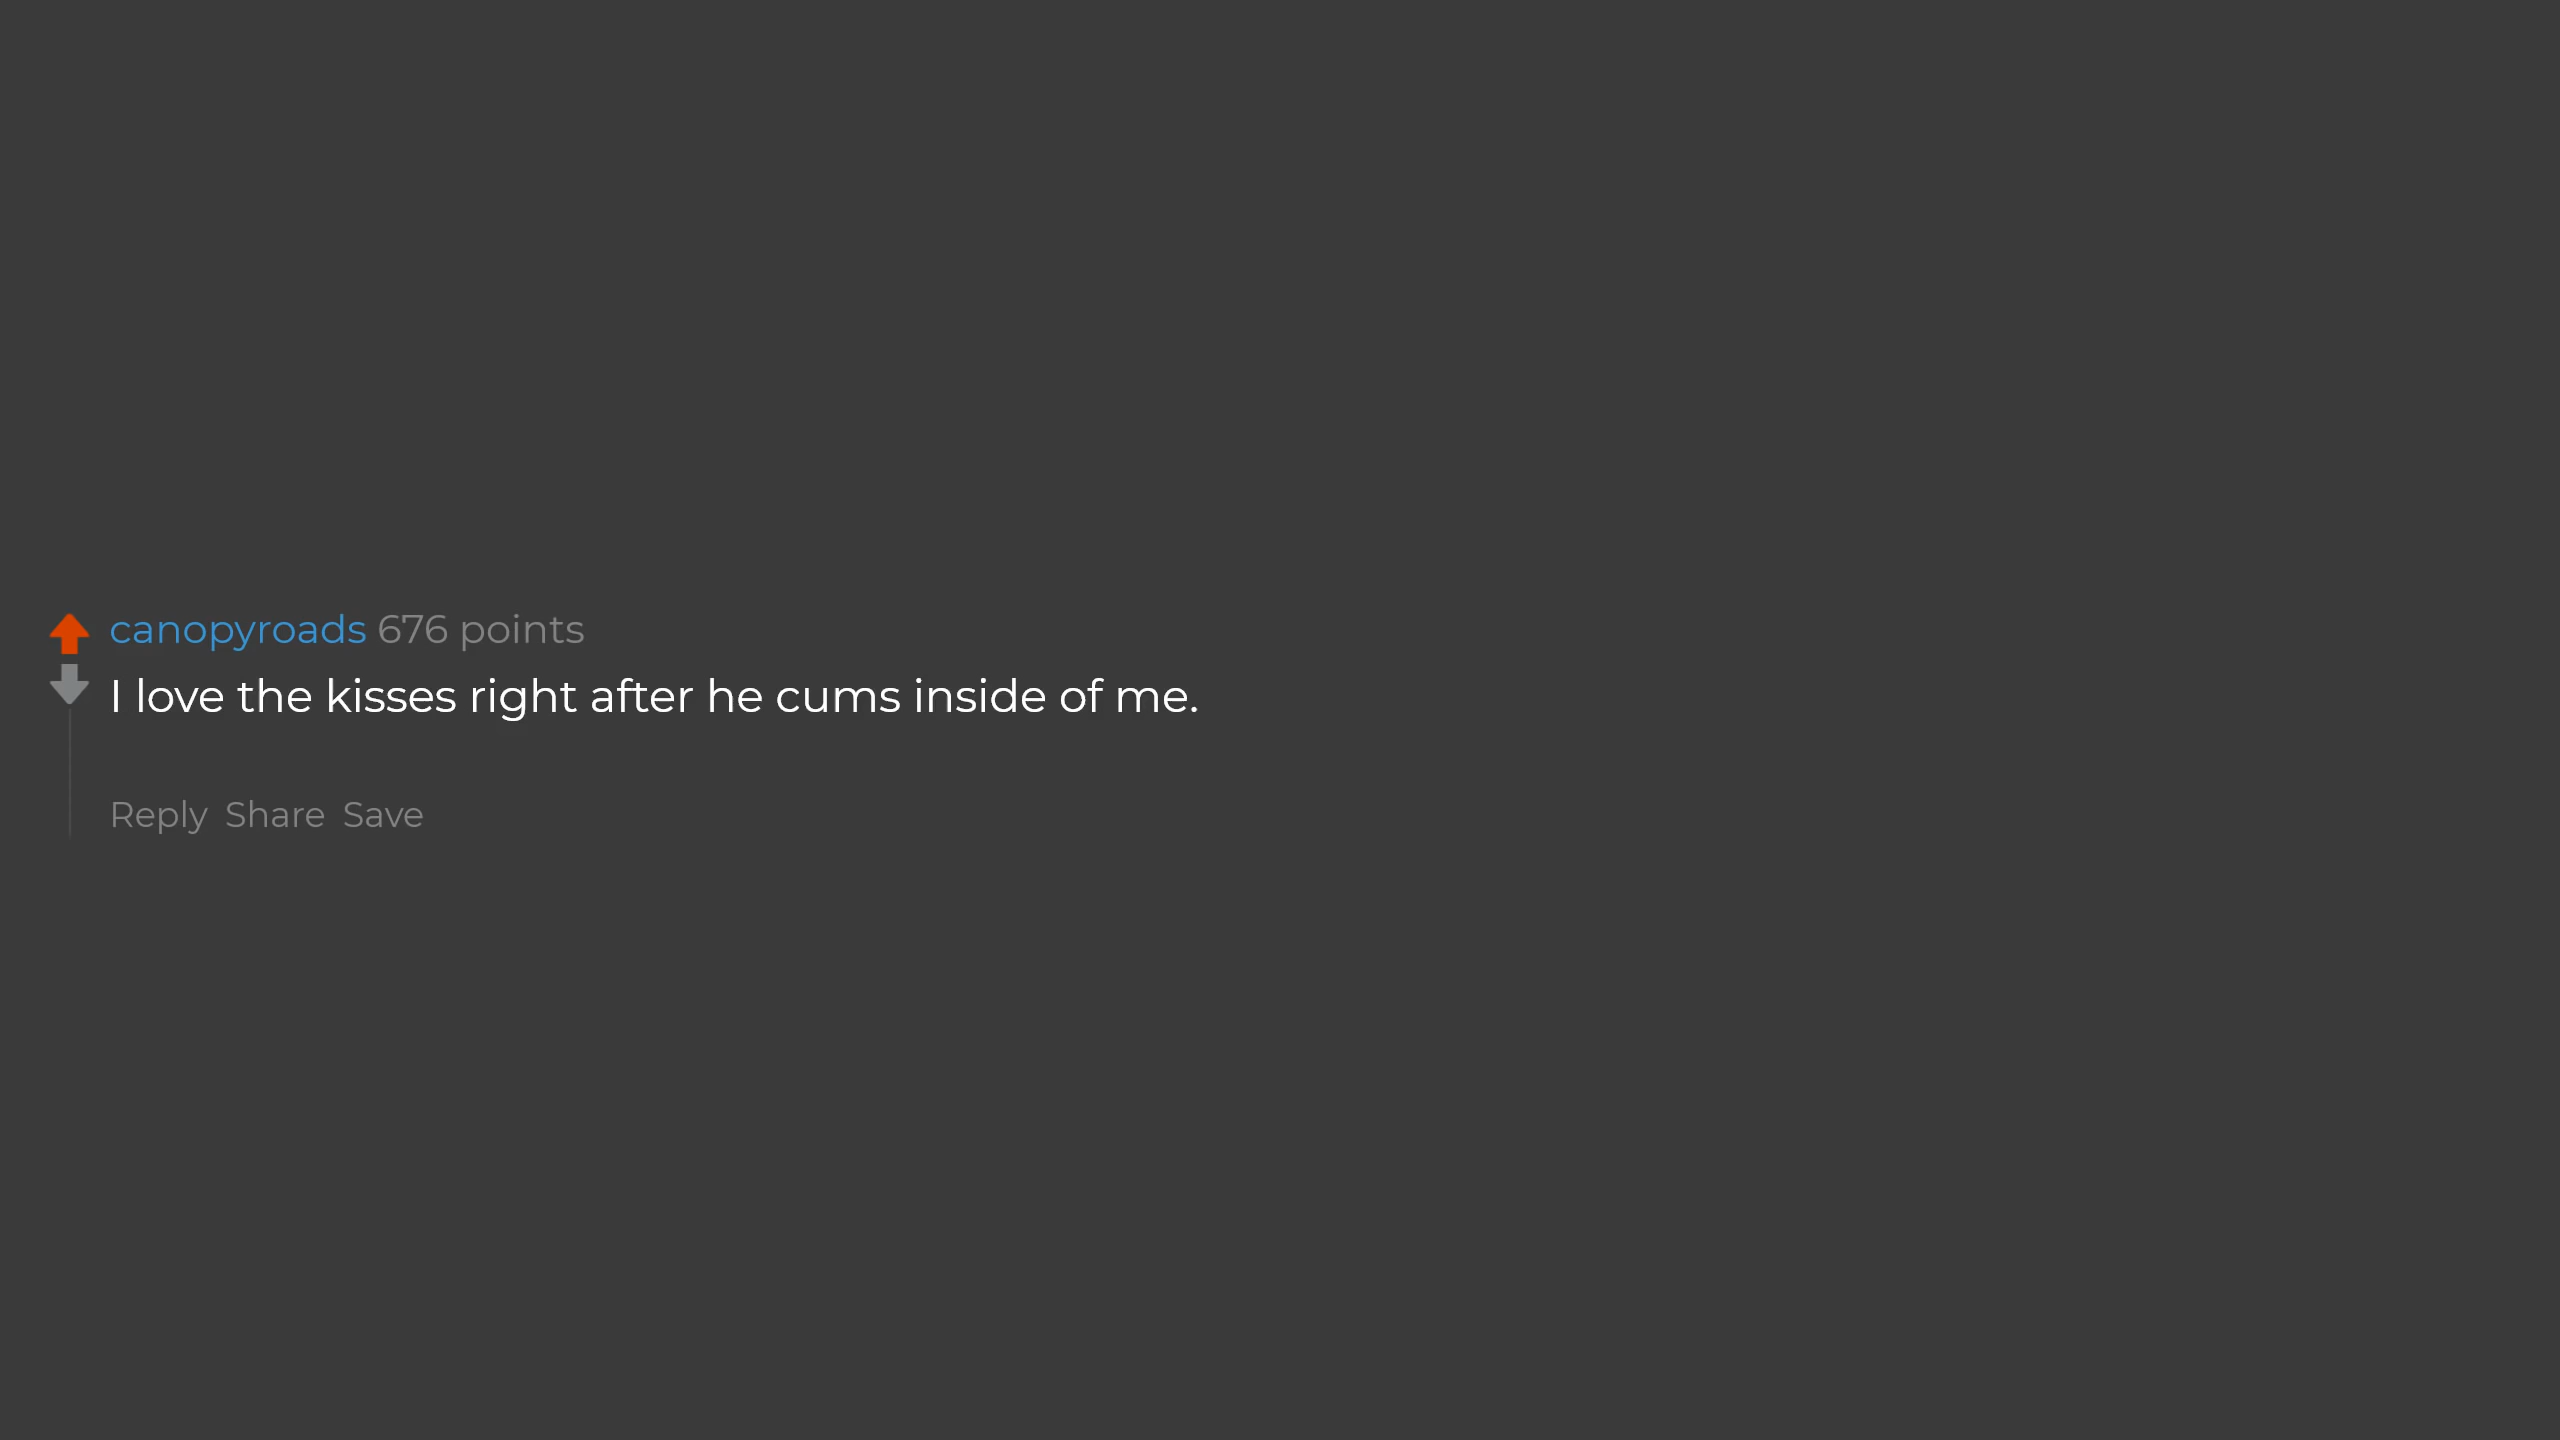 canopyroads 676 points
I love the kisses right after he cums inside of me.
Reply Share Save